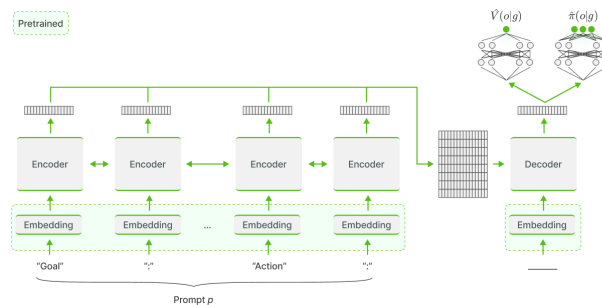 Pretrained
V̂(o|g) π̂(o|g)
Encoder Encoder Encoder Encoder Decoder
Embedding Embedding ... Embedding Embedding Embedding
"Goal" ":" "Action" ":"
Prompt p